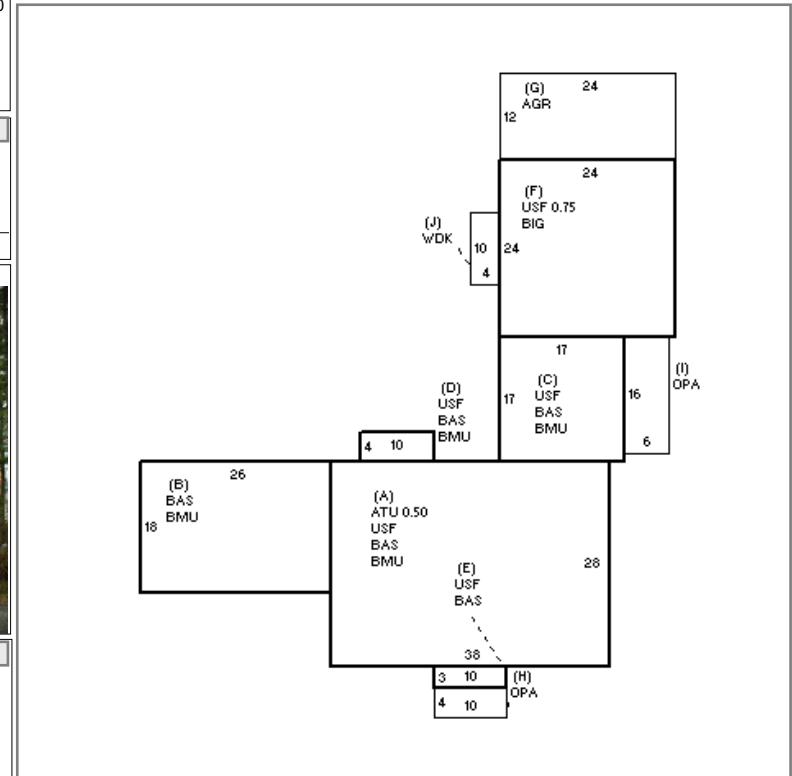 (G)
AGR
24
12
24
(F)
USF 0.75
BIG
24
(J)
WDK
10
4
17
(C)
USF
BAS
BMU
17
(I)
OPA
16
6
(D)
USF
BAS
BMU
4 10
26
(B)
BAS
BMU
18
(A)
ATU 0.50
USF
BAS
BMU
28
(E)
USF
BAS
38
3 10
(H)
OPA
4 10